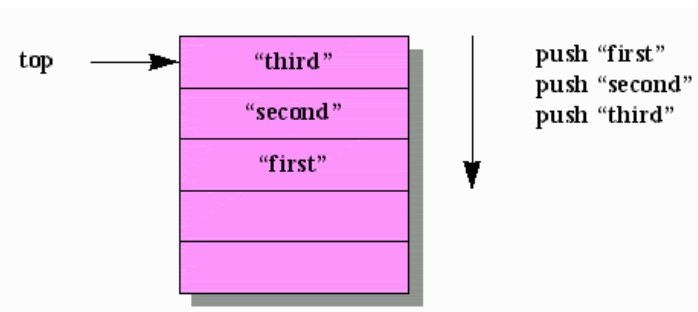 top
“third”
“second”
“first”
push “first”
push “second”
push “third”